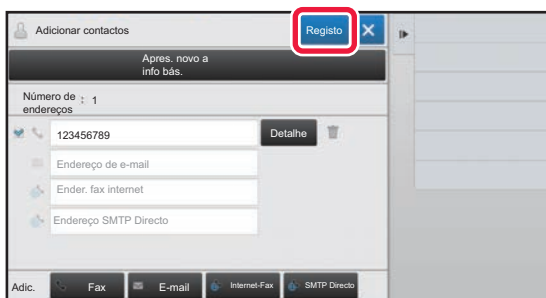 Adicionar contactos
Registo
Apres. novo a
info bás.
Número de : 1
endereços
123456789
Detalhe
Endereço de e-mail
Ender. fax internet
Endereço SMTP Directo
Adic.
Fax
E-mail
Internet-Fax
SMTP Directo